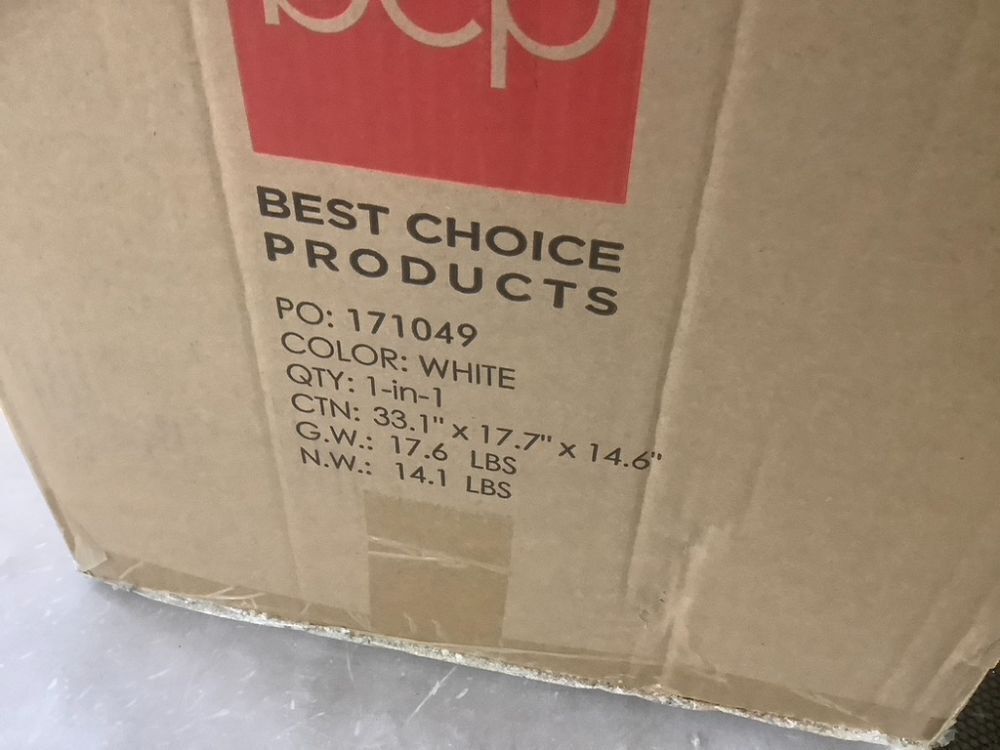 bcp
BEST CHOICE
PRODUCTS
PO: 171049
COLOR: WHITE
QTY: 1-in-1
CTN: 33.1" x 17.7" x 14.6"
G.W.: 17.6 LBS
N.W.: 14.1 LBS